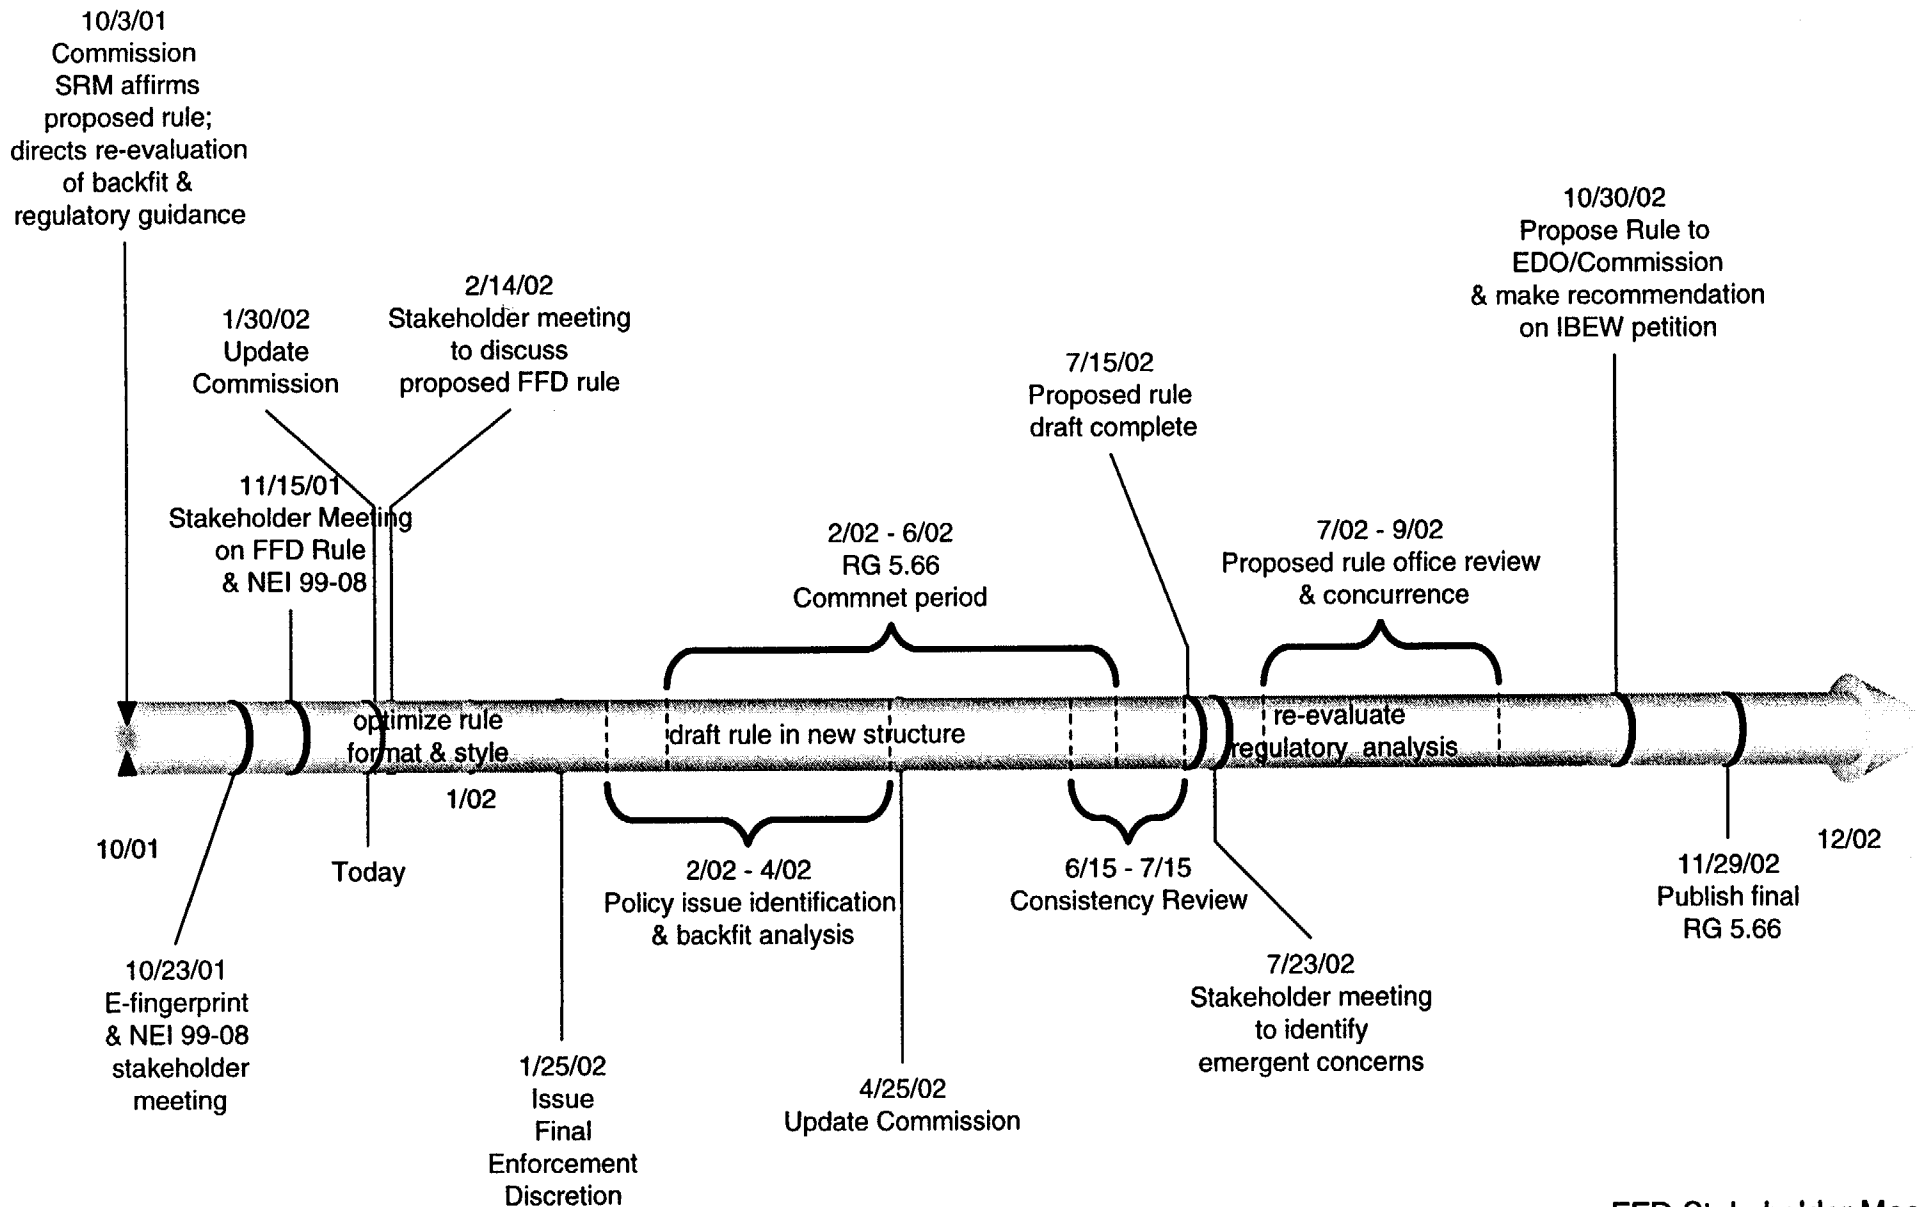 10/3/01
Commission
SRM affirms
proposed rule;
directs re-evaluation
of backfit &
regulatory guidance
1/30/02
Update
Commission
2/14/02
Stakeholder meeting
to discuss
proposed FFD rule
11/15/01
Stakeholder Meeting
on FFD Rule
& NEI 99-08
2/02 - 6/02
RG 5.66
Commnet period
7/15/02
Proposed rule
draft complete
7/02 - 9/02
Proposed rule office review
& concurrence
10/30/02
Propose Rule to
EDO/Commission
& make recommendation
on IBEW petition
optimize rule
format & style
draft rule in new structure
re-evaluate
regulatory analysis
10/01
1/02
12/02
Today
10/23/01
E-fingerprint
& NEI 99-08
stakeholder
meeting
1/25/02
Issue
Final
Enforcement
Discretion
2/02 - 4/02
Policy issue identification
& backfit analysis
4/25/02
Update Commission
6/15 - 7/15
Consistency Review
7/23/02
Stakeholder meeting
to identify
emergent concerns
11/29/02
Publish final
RG 5.66